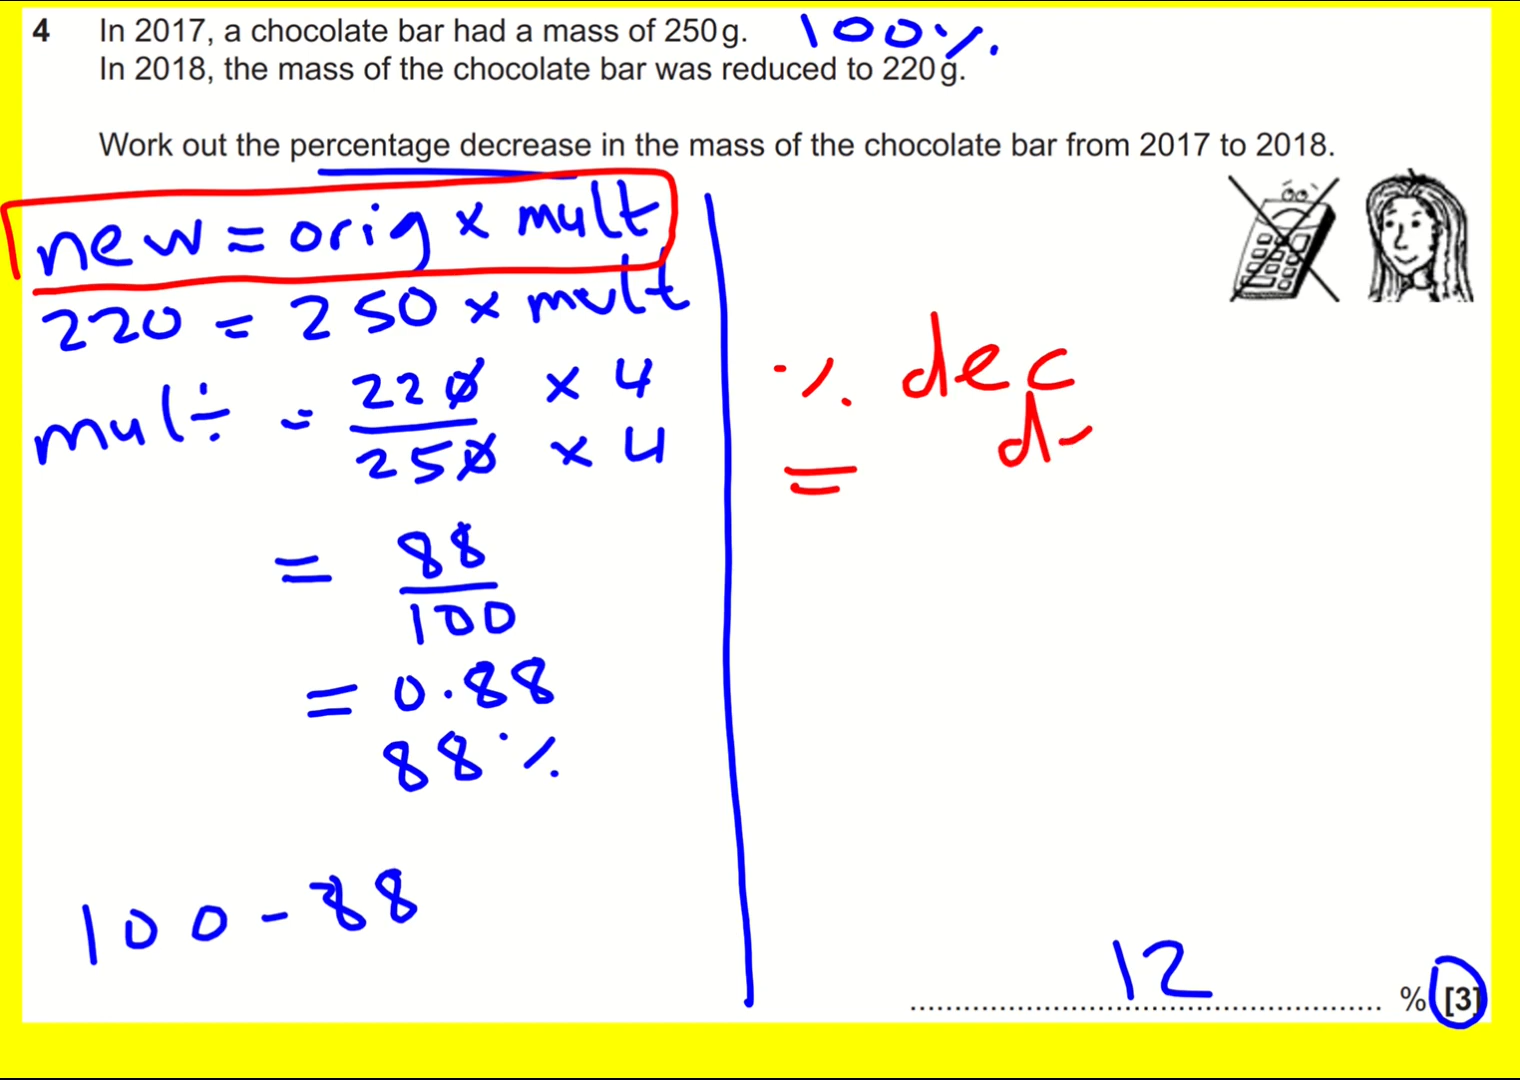 4 In 2017, a chocolate bar had a mass of 250 g. 100%
In 2018, the mass of the chocolate bar was reduced to 220 g.
Work out the percentage decrease in the mass of the chocolate bar from 2017 to 2018.
new = orig × mult
220 = 250 × mult
mult = 220/250 × 4/4
= 88/100
= 0.88
88%
100 - 88
% dec
=
12 % [3]